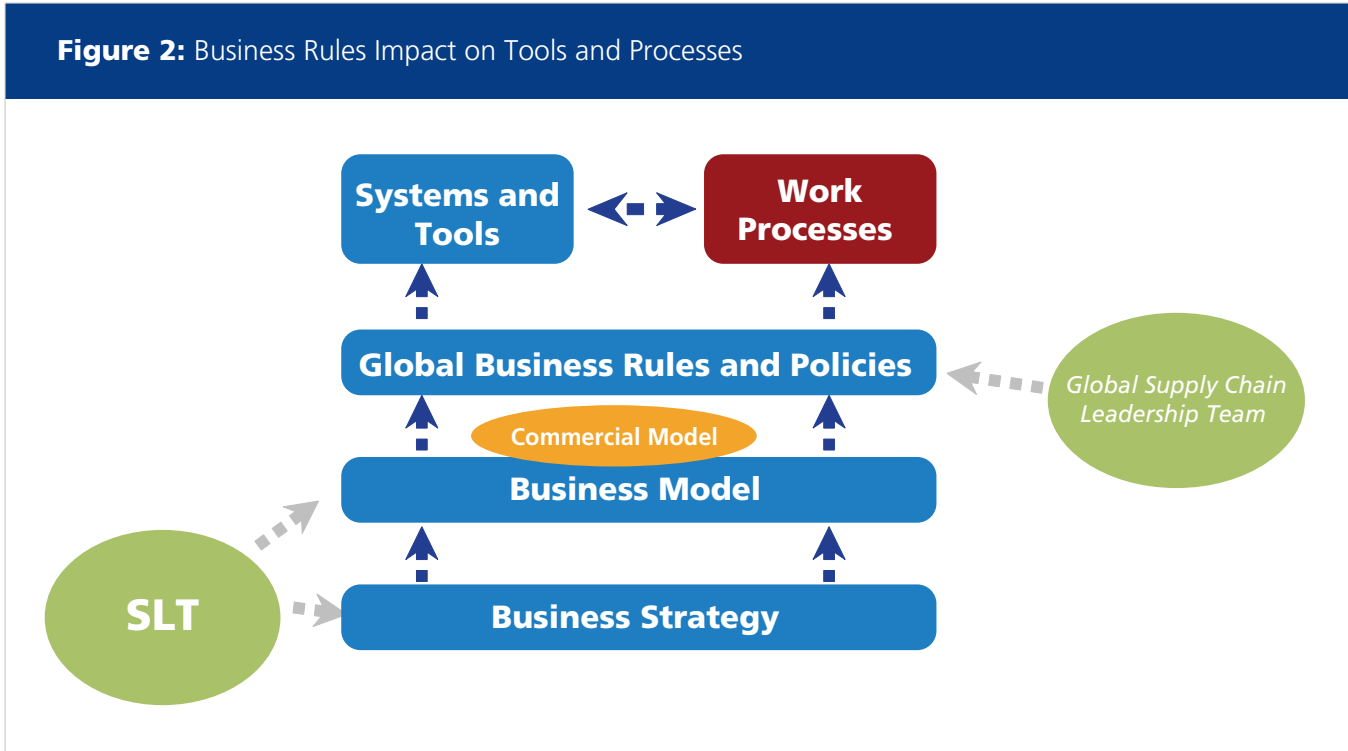 Figure 2: Business Rules Impact on Tools and Processes
Systems and
Tools
Work
Processes
Global Business Rules and Policies
Global Supply Chain
Leadership Team
Commercial Model
Business Model
SLT
Business Strategy